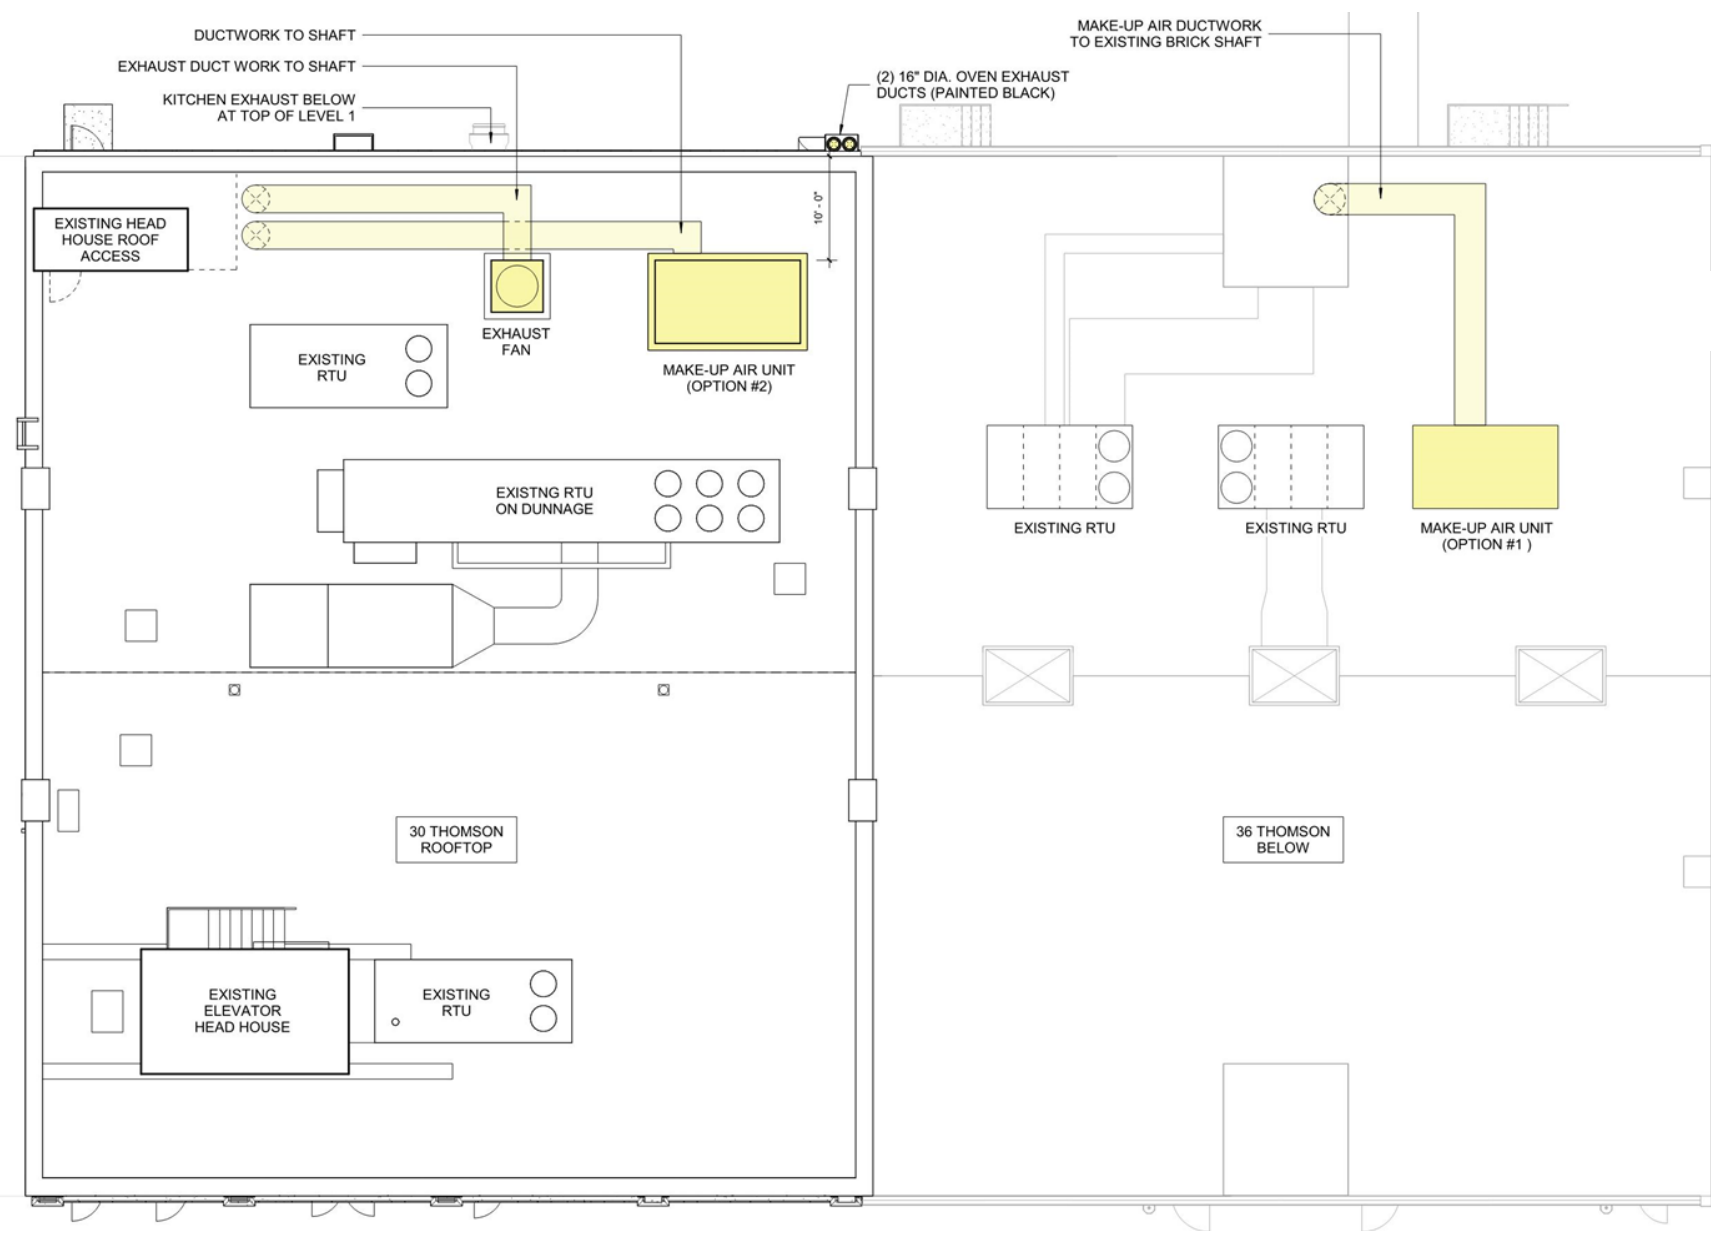 DUCTWORK TO SHAFT
EXHAUST DUCT WORK TO SHAFT
KITCHEN EXHAUST BELOW
AT TOP OF LEVEL 1
(2) 16" DIA. OVEN EXHAUST
DUCTS (PAINTED BLACK)
MAKE-UP AIR DUCTWORK
TO EXISTING BRICK SHAFT
EXISTING HEAD
HOUSE ROOF
ACCESS
10' - 0"
EXHAUST
FAN
EXISTING
RTU
MAKE-UP AIR UNIT
(OPTION #2)
EXISTNG RTU
ON DUNNAGE
EXISTING RTU
EXISTING RTU
MAKE-UP AIR UNIT
(OPTION #1 )
30 THOMSON
ROOFTOP
36 THOMSON
BELOW
EXISTING
ELEVATOR
HEAD HOUSE
EXISTING
RTU